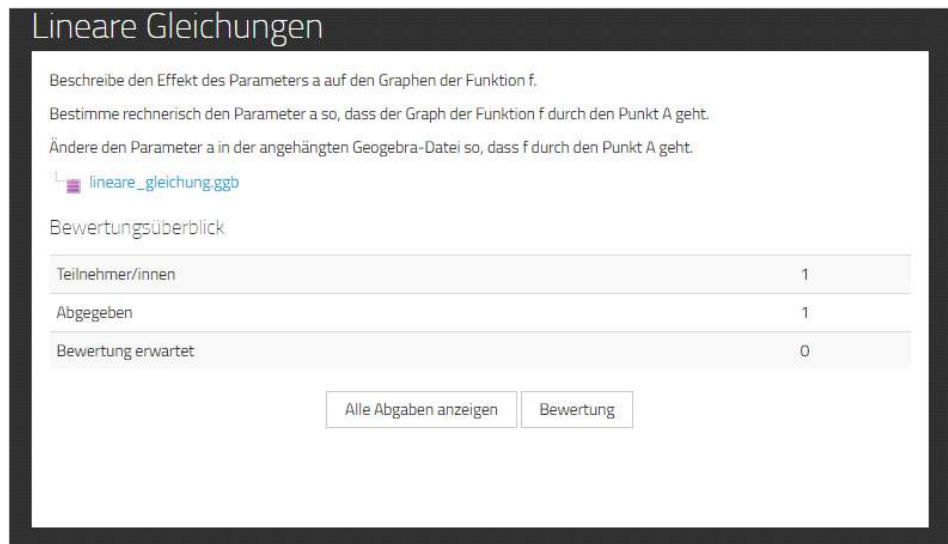 Lineare Gleichungen
Beschreibe den Effekt des Parameters a auf den Graphen der Funktion f.
Bestimme rechnerisch den Parameter a so, dass der Graph der Funktion f durch den Punkt A geht.
Ändere den Parameter a in der angehängten Geogebra-Datei so, dass f durch den Punkt A geht.
lineare_gleichung.ggb
Bewertungsüberblick
Teilnehmer/innen 1
Abgegeben 1
Bewertung erwartet 0
Alle Abgaben anzeigen Bewertung